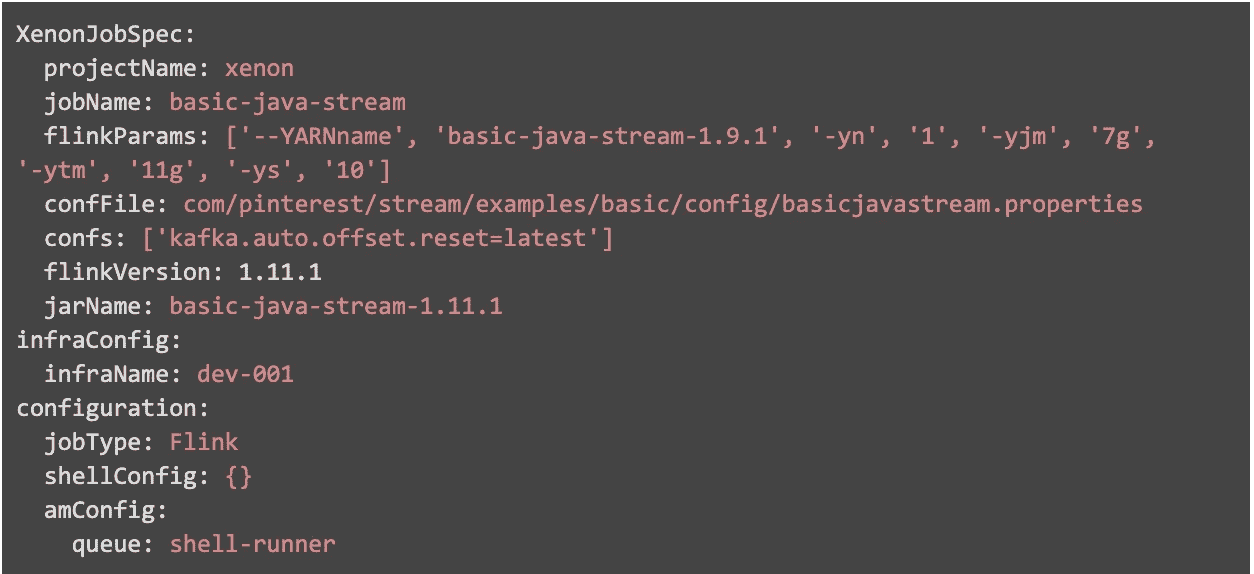 XenonJobSpec:
  projectName: xenon
  jobName: basic-java-stream
  flinkParams: ['--YARNname', 'basic-java-stream-1.9.1', '-yn', '1', '-yjm', '7g',
'-ytm', '11g', '-ys', '10']
  confFile: com/pinterest/stream/examples/basic/config/basicjavastream.properties
  confs: ['kafka.auto.offset.reset=latest']
  flinkVersion: 1.11.1
  jarName: basic-java-stream-1.11.1
infraConfig:
  infraName: dev-001
configuration:
  jobType: Flink
  shellConfig: {}
  amConfig:
    queue: shell-runner